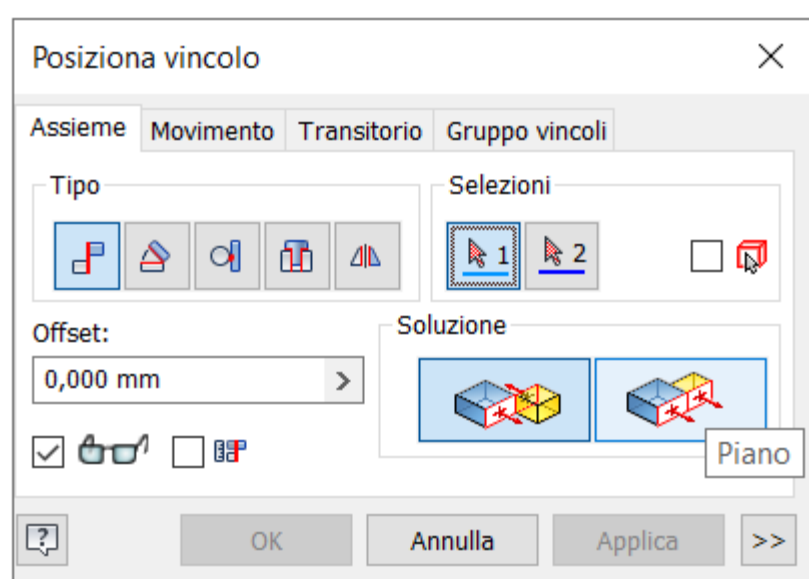 Posiziona vincolo
Assieme Movimento Transitorio Gruppo vincoli
Tipo
Selezioni
1 2
Offset:
Soluzione
0,000 mm >
Piano
? OK Annulla Applica >>